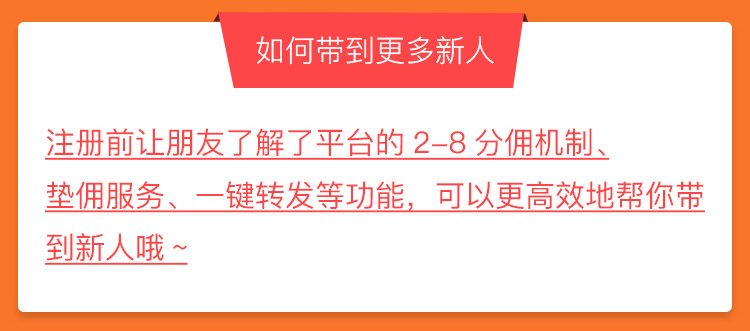 如何带到更多新人
注册前让朋友了解了平台的 2-8 分佣机制、
垫佣服务、一键转发等功能，可以更高效地帮你带
到新人哦 ~